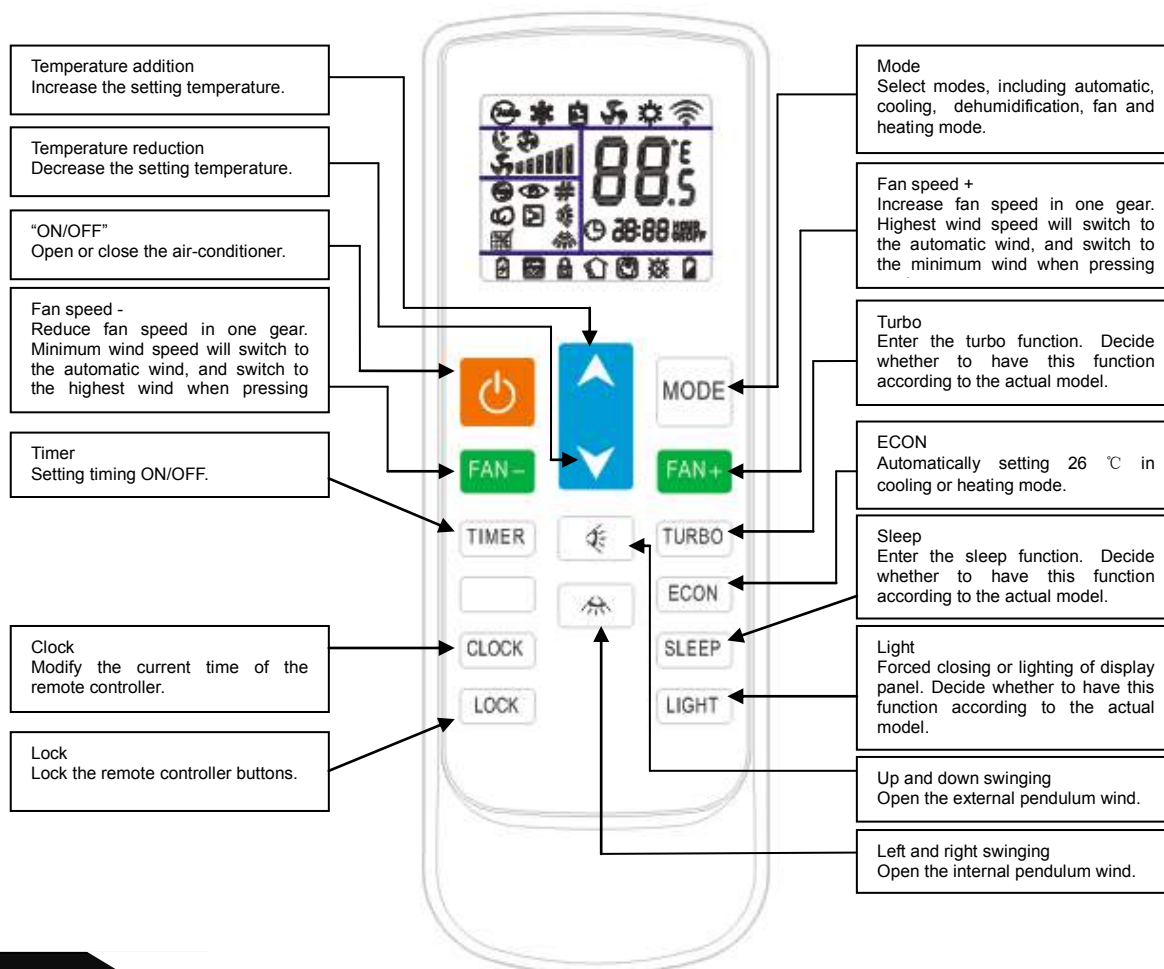 Temperature addition
Increase the setting temperature.
Temperature reduction
Decrease the setting temperature.
“ON/OFF”
Open or close the air-conditioner.
Fan speed -
Reduce fan speed in one gear.
Minimum wind speed will switch to
the automatic wind, and switch to
the highest wind when pressing
Timer
Setting timing ON/OFF.
Clock
Modify the current time of the
remote controller.
Lock
Lock the remote controller buttons.
88.5
28:88
MODE
FAN－
FAN+
TIMER
TURBO
ECON
CLOCK
SLEEP
LOCK
LIGHT
Mode
Select modes, including automatic,
cooling, dehumidification, fan and
heating mode.
Fan speed +
Increase fan speed in one gear.
Highest wind speed will switch to
the automatic wind, and switch to
the minimum wind when pressing
Turbo
Enter the turbo function. Decide
whether to have this function
according to the actual model.
ECON
Automatically setting 26 ℃ in
cooling or heating mode.
Sleep
Enter the sleep function. Decide
whether to have this function
according to the actual model.
Light
Forced closing or lighting of display
panel. Decide whether to have this
function according to the actual
model.
Up and down swinging
Open the external pendulum wind.
Left and right swinging
Open the internal pendulum wind.